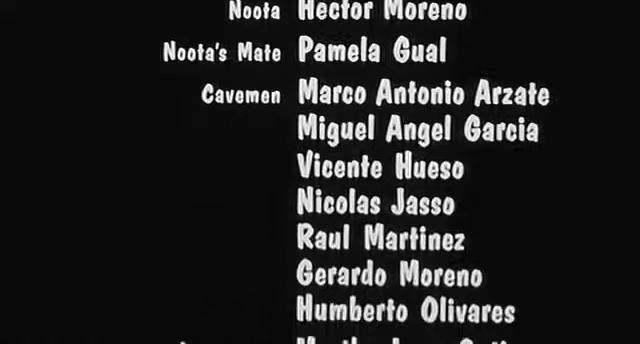 Noota Hector Moreno
Noota's Mate Pamela Gual
Cavemen Marco Antonio Arzate
Miguel Angel Garcia
Vicente Hueso
Nicolas Jasso
Raul Martinez
Gerardo Moreno
Humberto Olivares